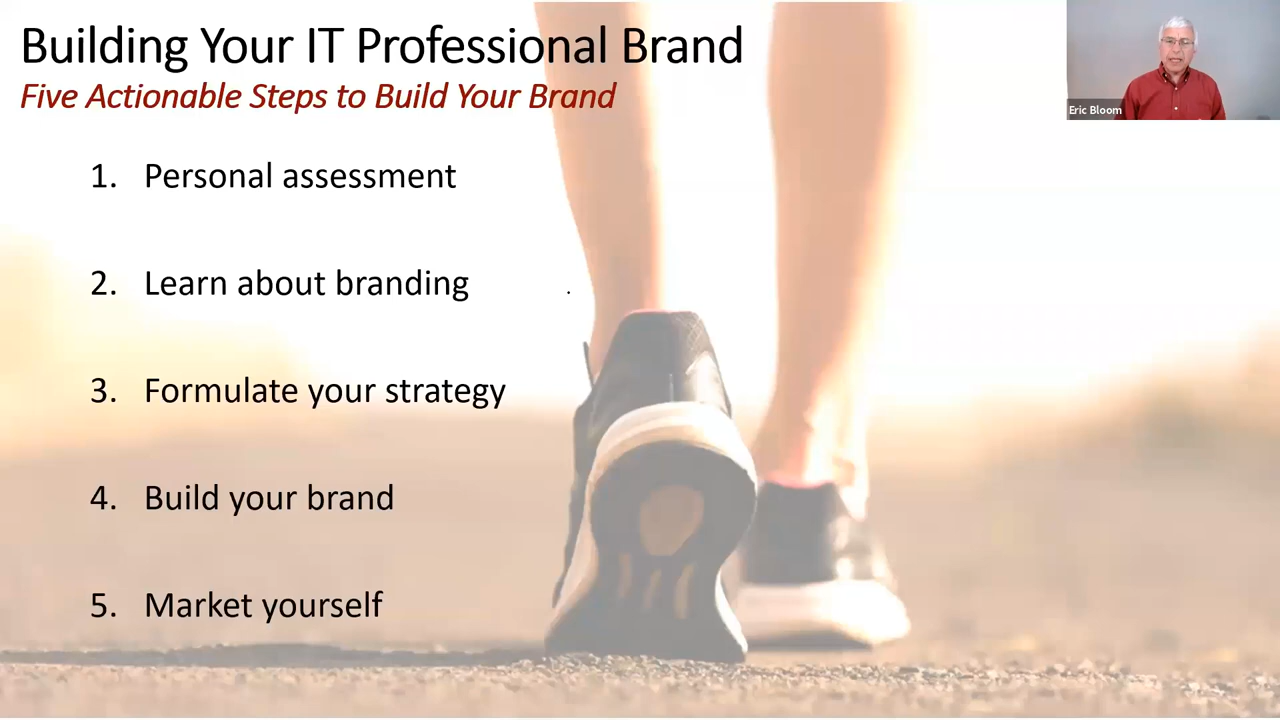 Building Your IT Professional Brand
Five Actionable Steps to Build Your Brand
Eric Bloom
1. Personal assessment
2. Learn about branding
3. Formulate your strategy
4. Build your brand
5. Market yourself